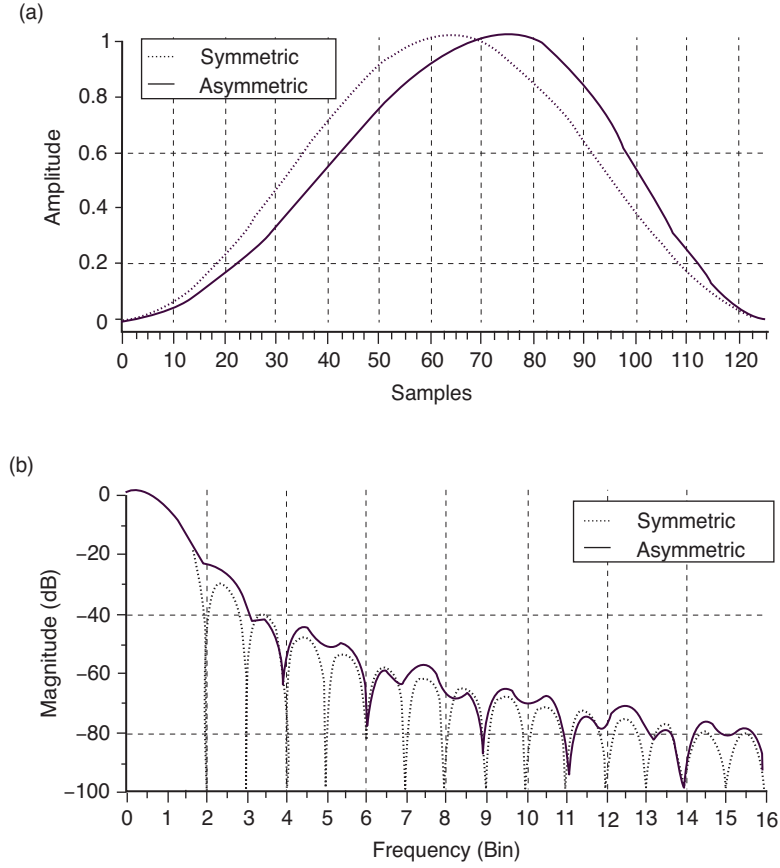 (a)
1
0.8
0.6
0.4
0.2
0
Amplitude
Symmetric
Asymmetric
0 10 20 30 40 50 60 70 80 90 100 110 120
Samples
(b)
0
−20
−40
−60
−80
−100
Magnitude (dB)
Symmetric
Asymmetric
0 1 2 3 4 5 6 7 8 9 10 11 12 13 14 15 16
Frequency (Bin)